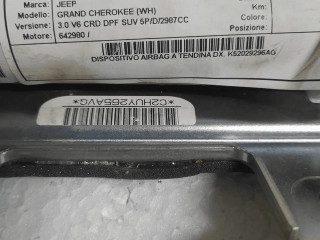 Marca: JEEP
Modello: GRAND CHEROKEE (WH) Km:
Versione: 3.0 V6 CRD DPF SUV 5P/D/2987CC Colore:
Motore: 642980 / Posizione:
DISPOSITIVO AIRBAG A TENDINA DX. K52029296AG
*C2HUY265AVG*